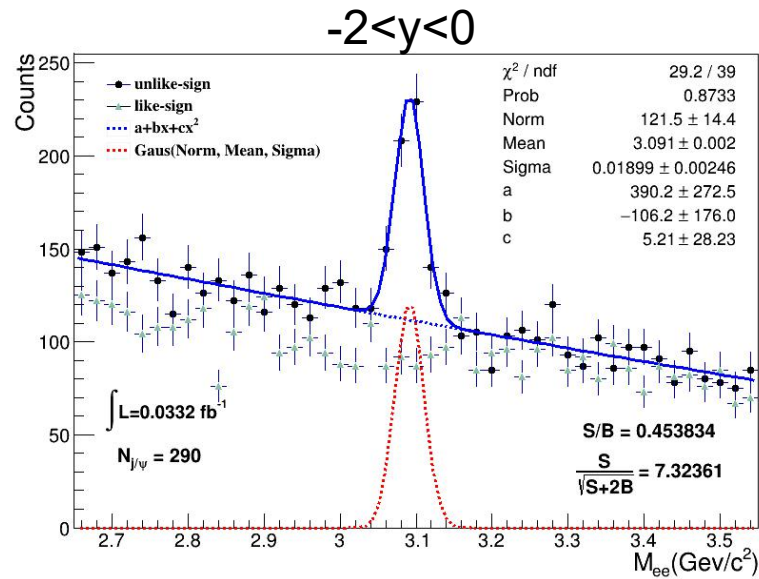 -2<y<0
Counts
250
200
150
100
50
0
unlike-sign
like-sign
a+bx+cx²
Gaus(Norm, Mean, Sigma)
χ² / ndf 29.2 / 39
Prob 0.8733
Norm 121.5 ± 14.4
Mean 3.091 ± 0.002
Sigma 0.01899 ± 0.00246
a 390.2 ± 272.5
b −106.2 ± 176.0
c 5.21 ± 28.23
∫L=0.0332 fb⁻¹
N_{j/ψ} = 290
S/B = 0.453834
S/√(S+2B) = 7.32361
2.7 2.8 2.9 3 3.1 3.2 3.3 3.4 3.5
M_{ee}(Gev/c²)